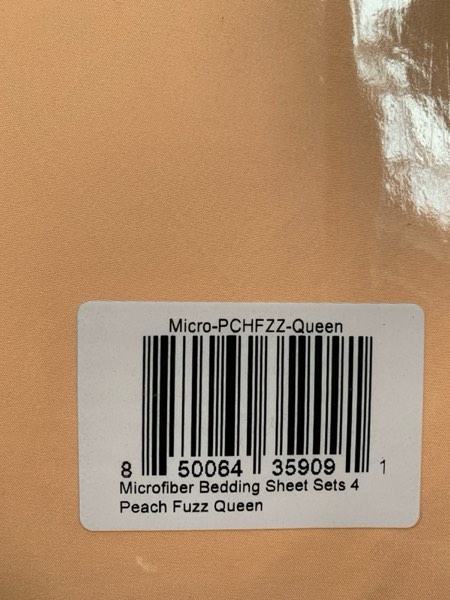 Micro-PCHFZZ-Queen
8 50064 35909 1
Microfiber Bedding Sheet Sets 4
Peach Fuzz Queen